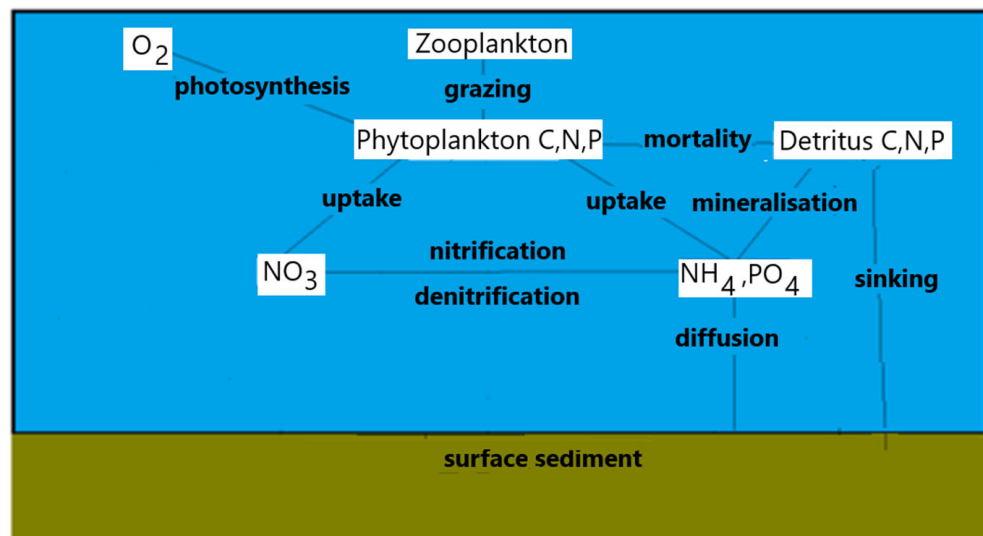 O2
Zooplankton
photosynthesis
grazing
Phytoplankton C,N,P
mortality
Detritus C,N,P
uptake
uptake
mineralisation
nitrification
NO3
NH4,PO4
sinking
denitrification
diffusion
surface sediment